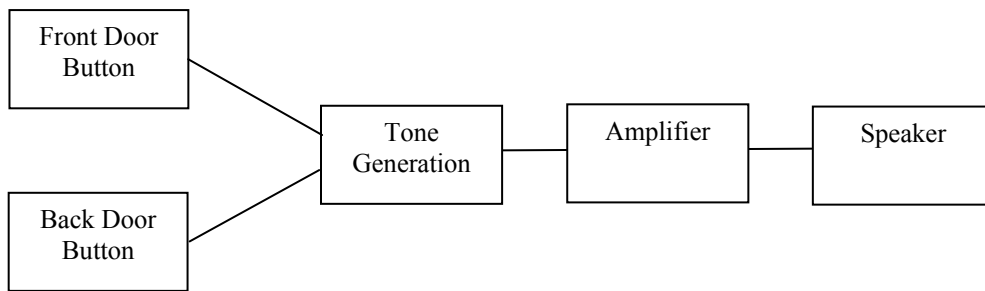 Front Door
Button
Back Door
Button
Tone
Generation
Amplifier
Speaker